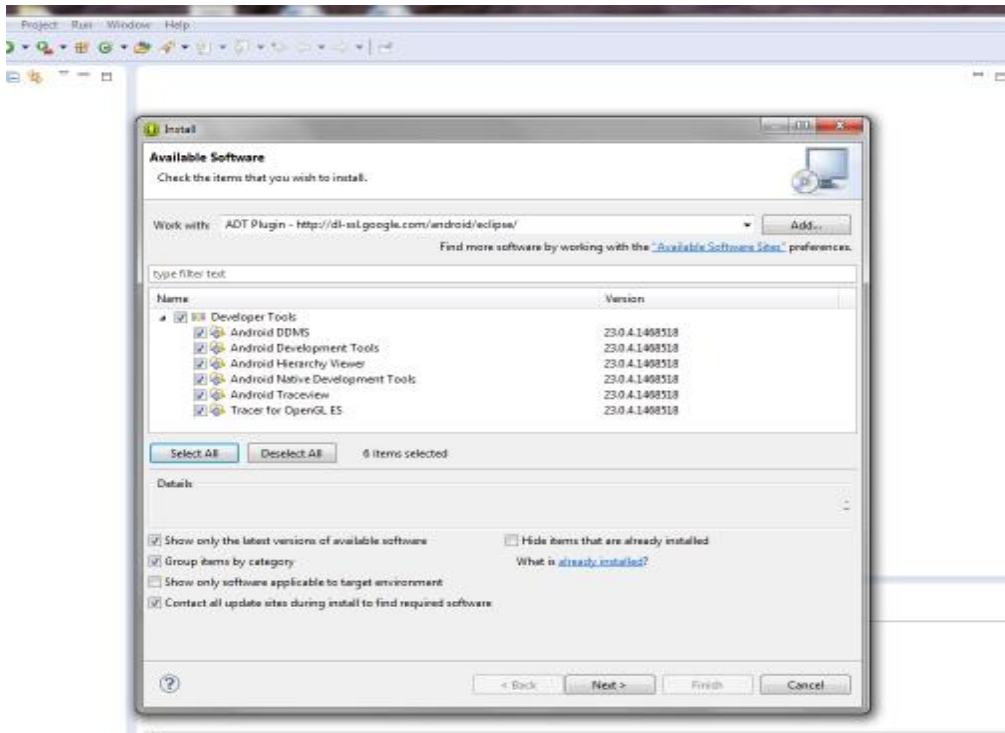 Project Run Window Help
Install
Available Software
Check the items that you wish to install.
Work with: ADT Plugin - http://dl-ssl.google.com/android/eclipse/ Add...
Find more software by working with the "Available Software Sites" preferences.
type filter text
Name Version
Developer Tools
Android DDMS 23.0.4.1468518
Android Development Tools 23.0.4.1468518
Android Hierarchy Viewer 23.0.4.1468518
Android Native Development Tools 23.0.4.1468518
Android Traceview 23.0.4.1468518
Tracer for OpenGL ES 23.0.4.1468518
Select All Deselect All 6 items selected
Details
Show only the latest versions of available software Hide items that are already installed
Group items by category What is already installed?
Show only software applicable to target environment
Contact all update sites during install to find required software
? < Back Next > Finish Cancel